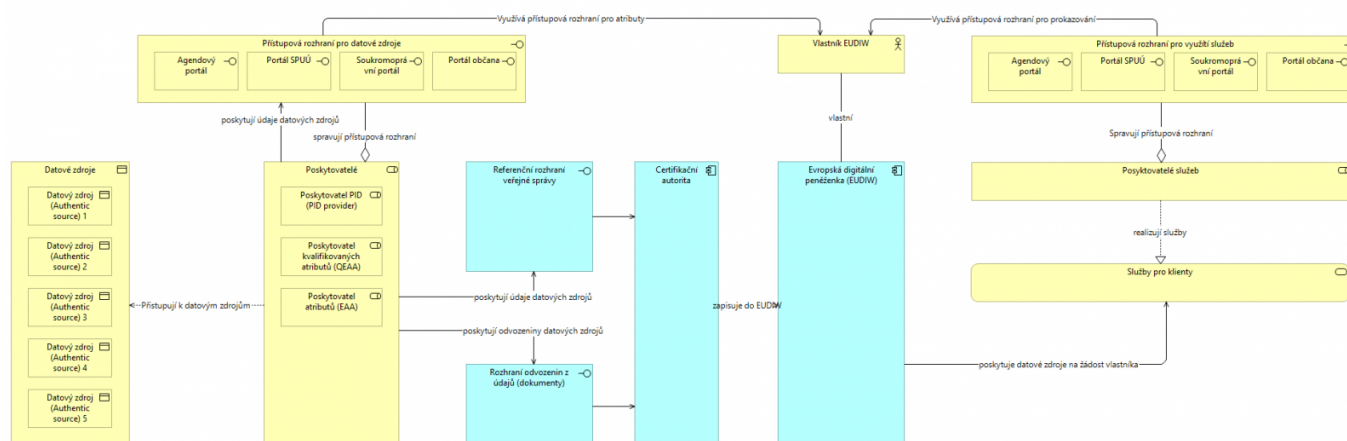 Využívá přístupová rozhraní pro atributy
Využívá přístupová rozhraní pro prokazování
Přístupová rozhraní pro datové zdroje
Agendový
portál
Portál SPUÚ
Soukromoprá
vní portál
Portál občana
Vlastník EUDIW
Přístupová rozhraní pro využítí služeb
Agendový
portál
Portál SPUÚ
Soukromoprá
vní portál
Portál občana
poskytují údaje datových zdrojů
spravují přístupová rozhraní
vlastní
Spravují přístupová rozhraní
Datové zdroje
Datový zdroj
(Authentic
source) 1
Datový zdroj
(Authentic
source) 2
Datový zdroj
(Authentic
source) 3
Datový zdroj
(Authentic
source) 4
Datový zdroj
(Authentic
source) 5
Přistupují k datovým zdrojům
Poskytovatelé
Poskytovatel PID
(PID provider)
Poskytovatel
kvalifikovaných
atributů (QEAA)
Poskytovatel
atributů (EAA)
Referenční rozhraní
veřejné správy
poskytují údaje datových zdrojů
poskytují odvozeniny datových zdrojů
Rozhraní odvozenin z
údajů (dokumenty)
Certifikační
autorita
zapisuje do EUDIW
Evropská digitální
peněženka (EUDIW)
Posyktovatelé služeb
realizují služby
Služby pro klienty
poskytuje datové zdroje na žádost vlastníka